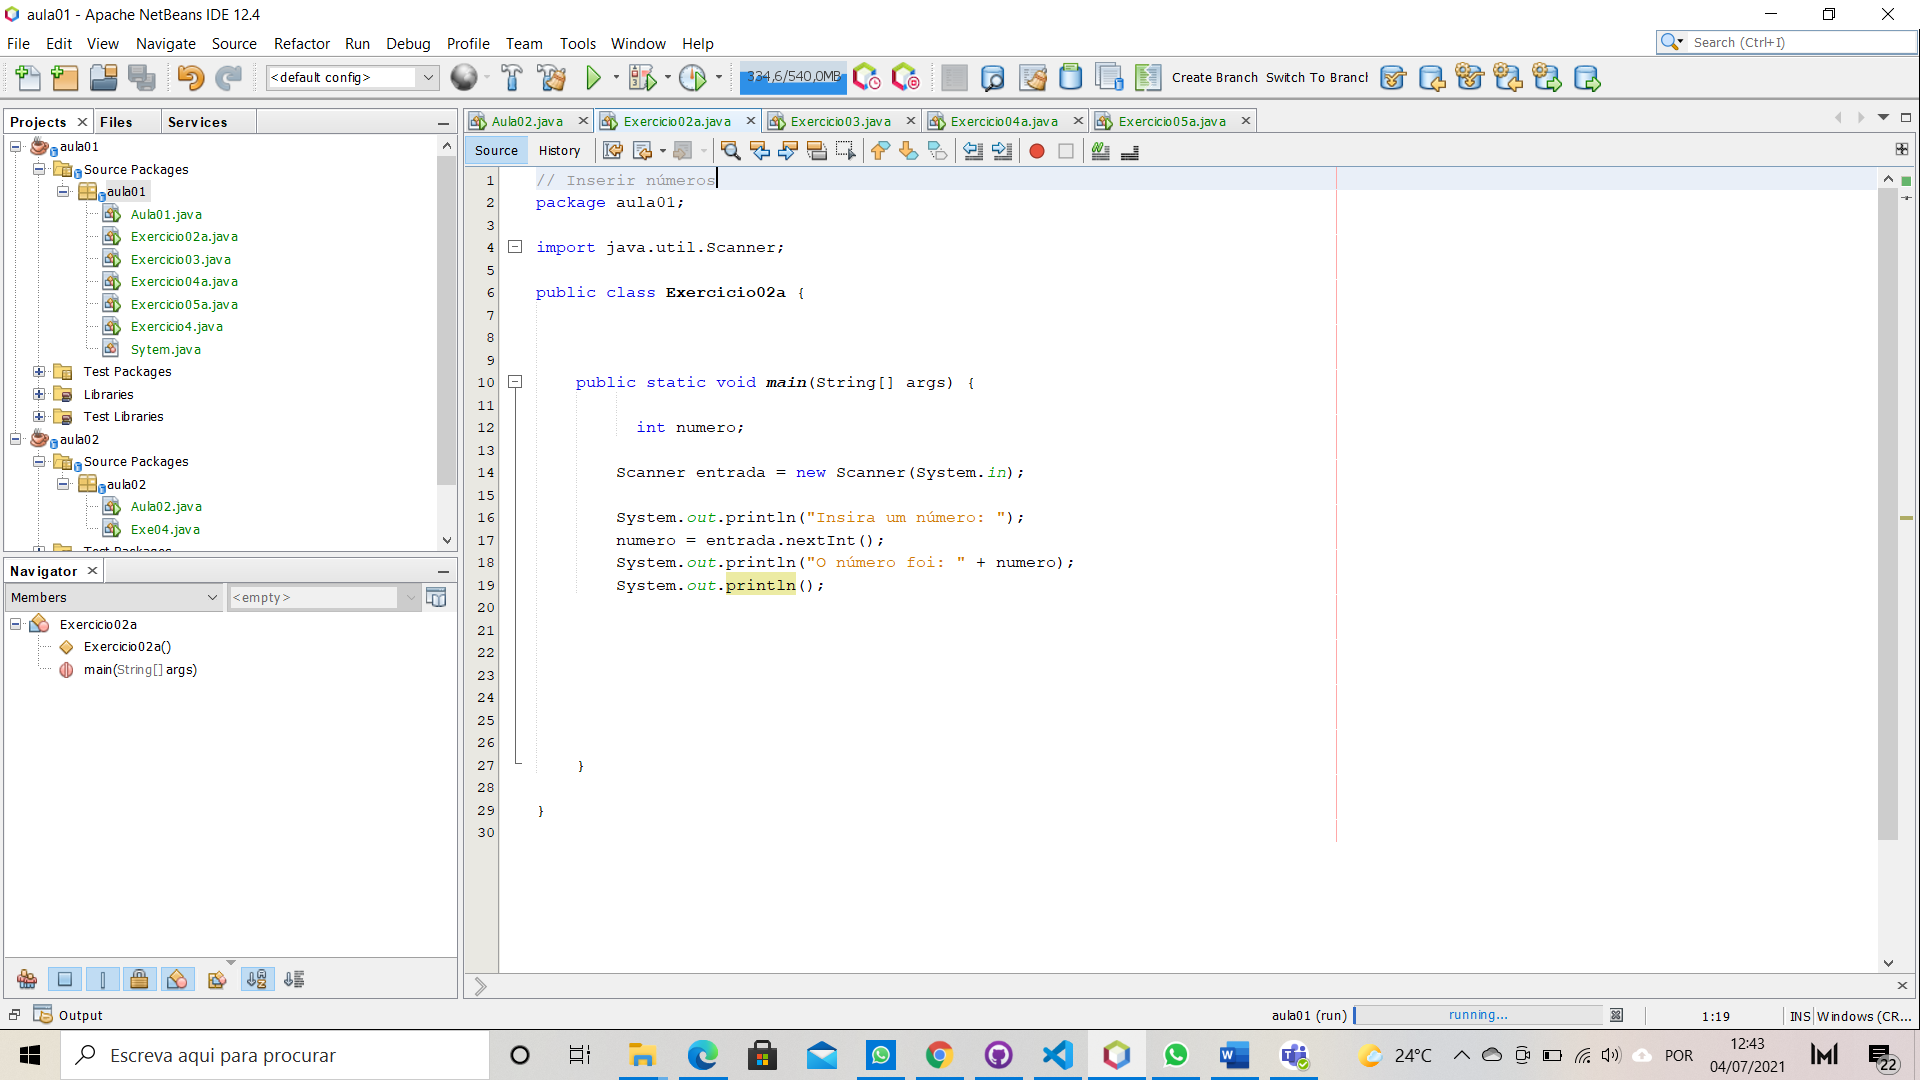 aula01 - Apache NetBeans IDE 12.4
File Edit View Navigate Source Refactor Run Debug Profile Team Tools Window Help
Search (Ctrl+I)
<default config>
334,6/540,0MB
Create Branch Switch To Branch
Projects Files Services
Aula02.java Exercicio02a.java Exercicio03.java Exercicio04a.java Exercicio05a.java
Source History
aula01
Source Packages
aula01
Aula01.java
Exercicio02a.java
Exercicio03.java
Exercicio04a.java
Exercicio05a.java
Exercicio4.java
Sytem.java
Test Packages
Libraries
Test Libraries
aula02
Source Packages
aula02
Aula02.java
Exe04.java
Test Packages
Navigator
Members
<empty>
Exercicio02a
Exercicio02a()
main(String[] args)
1 // Inserir números
2 package aula01;
3
4 import java.util.Scanner;
5
6 public class Exercicio02a {
7
8
9
10 public static void main(String[] args) {
11
12 int numero;
13
14 Scanner entrada = new Scanner(System.in);
15
16 System.out.println("Insira um número: ");
17 numero = entrada.nextInt();
18 System.out.println("O número foi: " + numero);
19 System.out.println();
20
21
22
23
24
25
26
27 }
28
29 }
30
Output
aula01 (run)
running...
1:19
INS
Windows (CR...
Escreva aqui para procurar
24°C
POR
12:43
04/07/2021
22